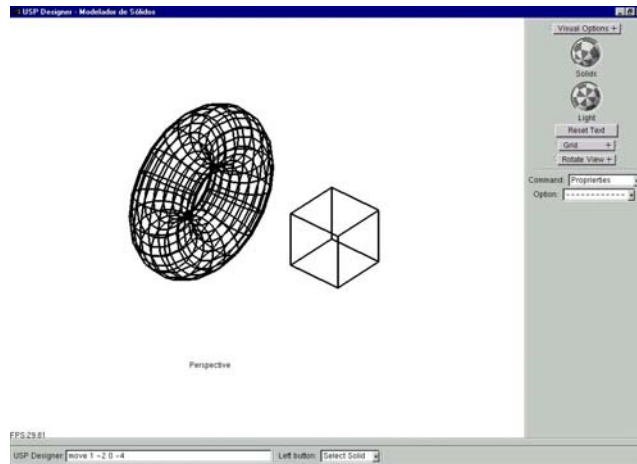 USP Designer - Modelador de Sólidos
Visual Options +
Solids
Light
Reset Text
Grid +
Rotate View +
Command: Proprierties
Option: ------------
Perspective
FPS:29.81
USP Designer: move 1 -2 0 -4
Left button: Select Solid